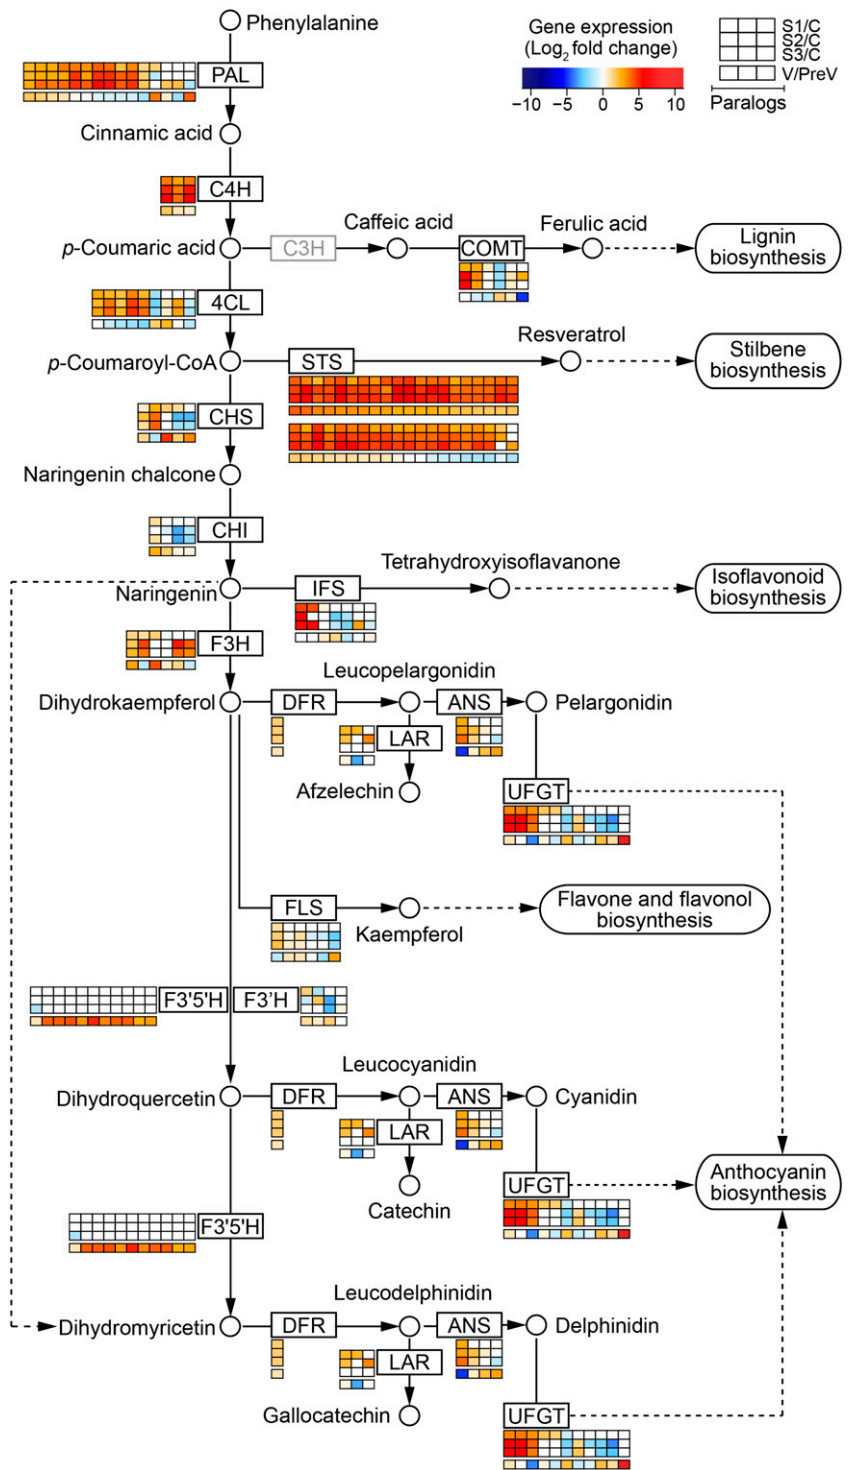 Phenylalanine
Gene expression
(Log2 fold change)
−10 −5 0 5 10
S1/C
S2/C
S3/C
V/PreV
Paralogs
PAL
Cinnamic acid
C4H
p-Coumaric acid
C3H
Caffeic acid
COMT
Ferulic acid
Lignin
biosynthesis
4CL
p-Coumaroyl-CoA
STS
Resveratrol
Stilbene
biosynthesis
CHS
Naringenin chalcone
CHI
Naringenin
IFS
Tetrahydroxyisoflavanone
Isoflavonoid
biosynthesis
F3H
Dihydrokaempferol
DFR
Leucopelargonidin
ANS
Pelargonidin
LAR
Afzelechin
UFGT
FLS
Kaempferol
Flavone and flavonol
biosynthesis
F3'5'H
F3’H
Dihydroquercetin
DFR
Leucocyanidin
ANS
Cyanidin
LAR
Catechin
UFGT
Anthocyanin
biosynthesis
F3'5'H
Dihydromyricetin
DFR
Leucodelphinidin
ANS
Delphinidin
LAR
Gallocatechin
UFGT